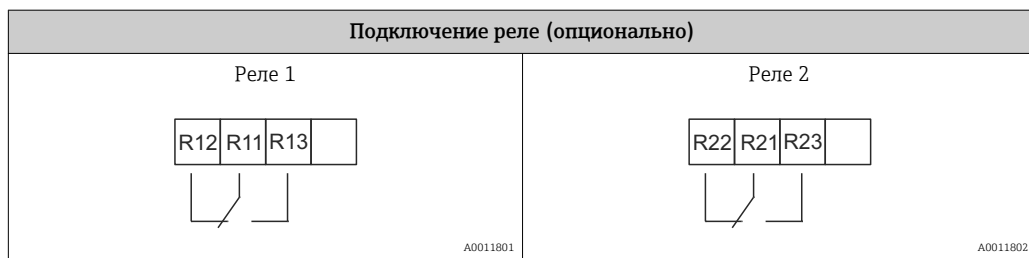 Подключение реле (опционально)
Реле 1
R12 R11 R13
A0011801
Реле 2
R22 R21 R23
A0011802